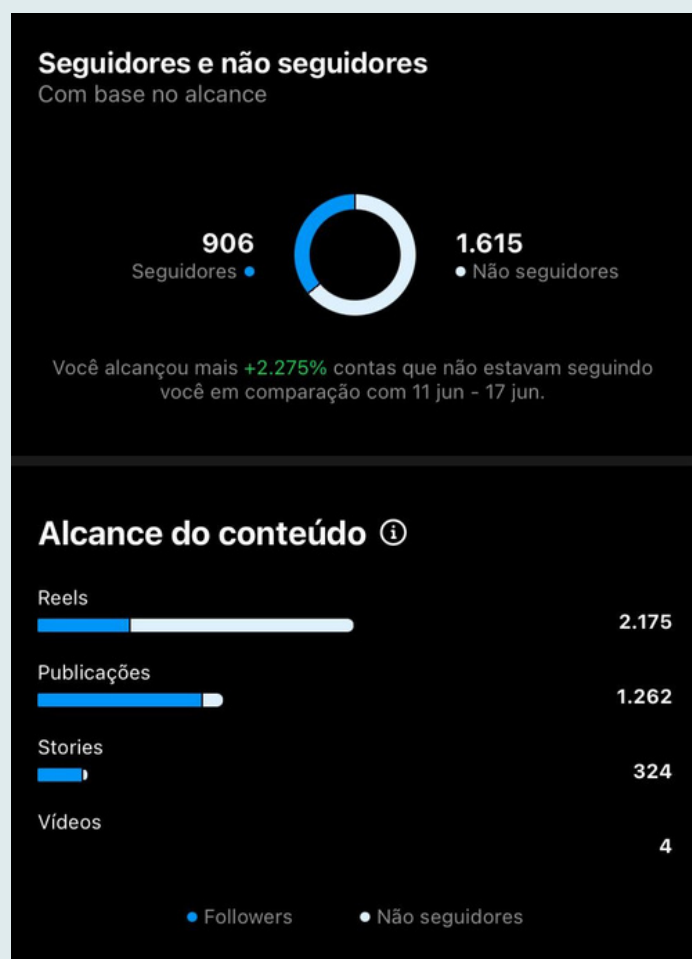 Seguidores e não seguidores
Com base no alcance
906
Seguidores
1.615
Não seguidores
Você alcançou mais +2.275% contas que não estavam seguindo
você em comparação com 11 jun - 17 jun.
Alcance do conteúdo
Reels
2.175
Publicações
1.262
Stories
324
Vídeos
4
Followers
Não seguidores